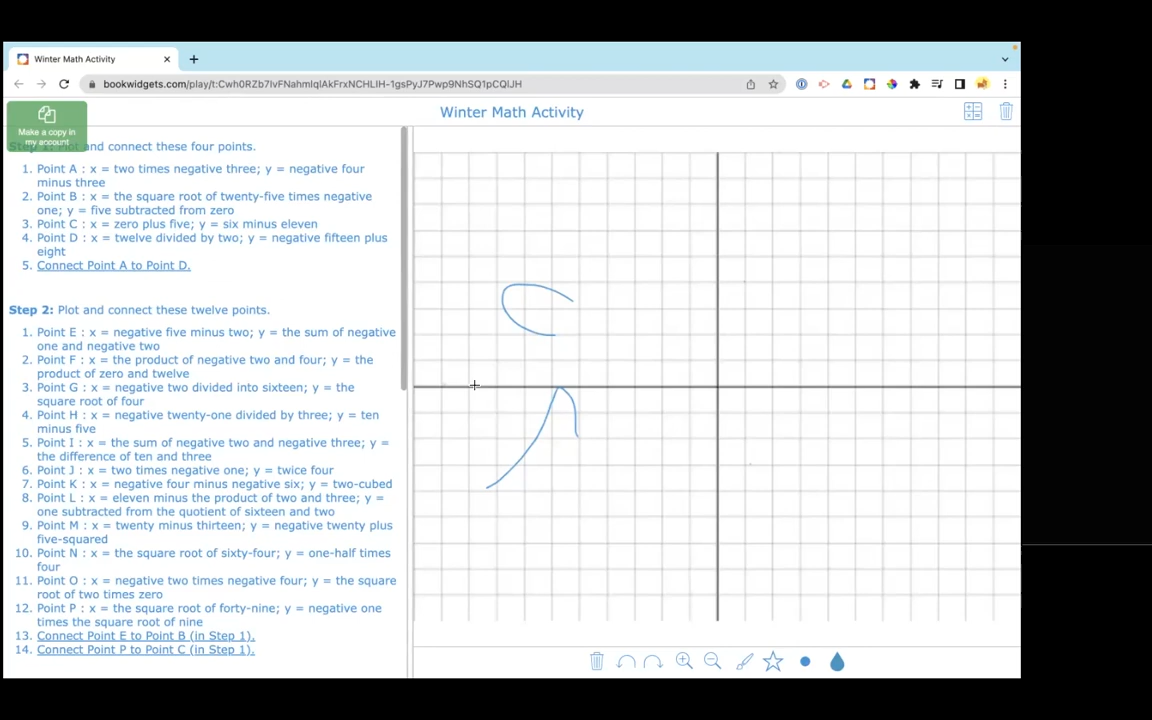 Winter Math Activity
bookwidgets.com/play/t:Cwh0RZb7IvFNahmlqlAkFrxNCHLIH-1gsPyJ7Pwp9NhSQ1pCQlJH
Make a copy in
my account
Winter Math Activity
Plot and connect these four points.
1. Point A : x = two times negative three; y = negative four
minus three
2. Point B : x = the square root of twenty-five times negative
one; y = five subtracted from zero
3. Point C : x = zero plus five; y = six minus eleven
4. Point D : x = twelve divided by two; y = negative fifteen plus
eight
5. Connect Point A to Point D.
Step 2: Plot and connect these twelve points.
1. Point E : x = negative five minus two; y = the sum of negative
one and negative two
2. Point F : x = the product of negative two and four; y = the
product of zero and twelve
3. Point G : x = negative two divided into sixteen; y = the
square root of four
4. Point H : x = negative twenty-one divided by three; y = ten
minus five
5. Point I : x = the sum of negative two and negative three; y =
the difference of ten and three
6. Point J : x = two times negative one; y = twice four
7. Point K : x = negative four minus negative six; y = two-cubed
8. Point L : x = eleven minus the product of two and three; y =
one subtracted from the quotient of sixteen and two
9. Point M : x = twenty minus thirteen; y = negative twenty plus
five-squared
10. Point N : x = the square root of sixty-four; y = one-half times
four
11. Point O : x = negative two times negative four; y = the square
root of two times zero
12. Point P : x = the square root of forty-nine; y = negative one
times the square root of nine
13. Connect Point E to Point B (in Step 1).
14. Connect Point P to Point C (in Step 1).